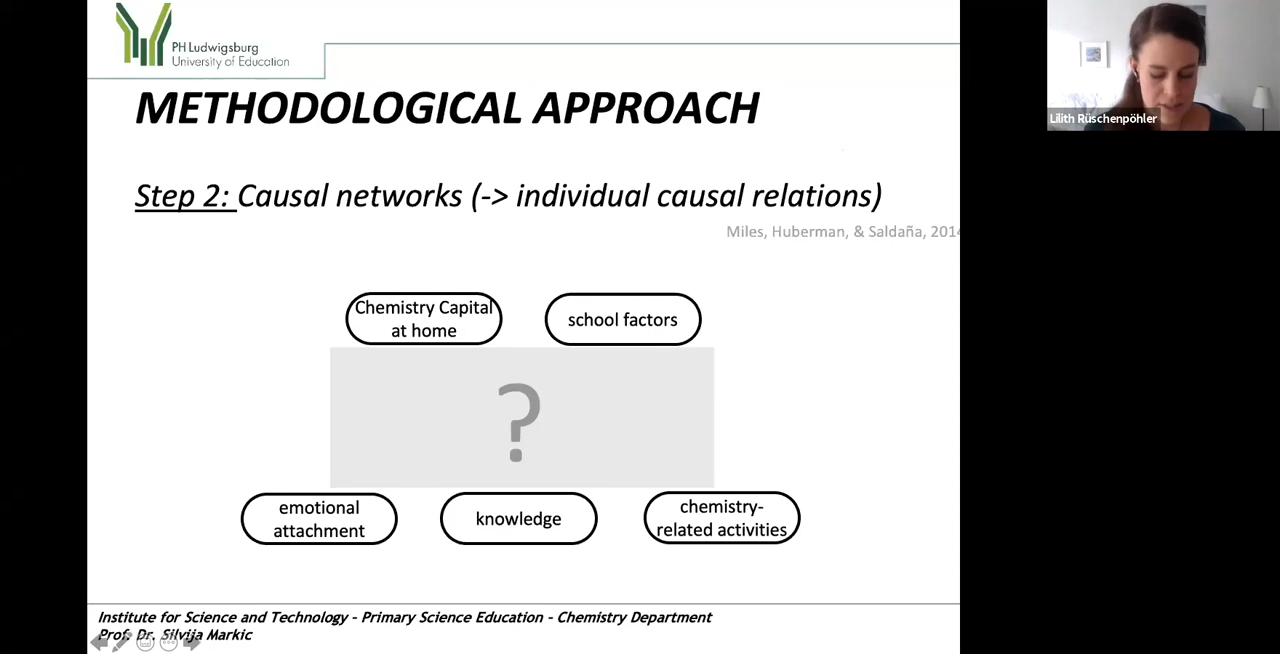 PH Ludwigsburg
University of Education
METHODOLOGICAL APPROACH
Step 2: Causal networks (-> individual causal relations)
Miles, Huberman, & Saldaña, 2014
Chemistry Capital
at home
school factors
?
emotional
attachment
knowledge
chemistry-
related activities
Institute for Science and Technology - Primary Science Education - Chemistry Department
Prof. Dr. Silvija Markic
Lilith Rüschenpöhler